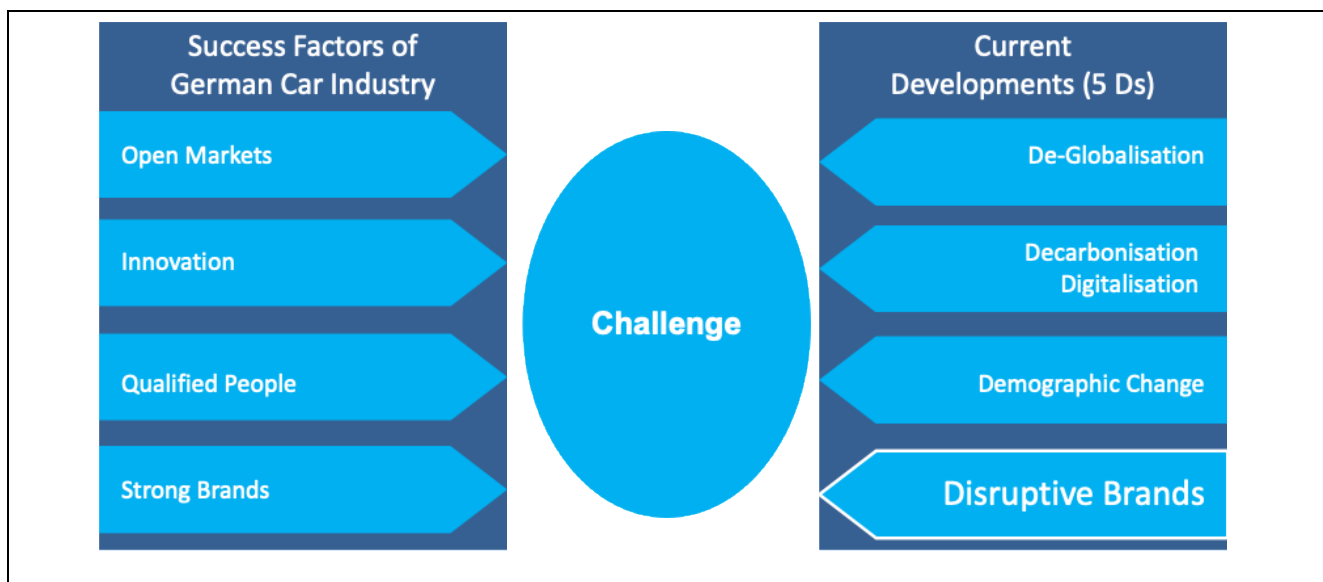 Success Factors of
German Car Industry
Open Markets
Innovation
Qualified People
Strong Brands
Challenge
Current
Developments (5 Ds)
De-Globalisation
Decarbonisation
Digitalisation
Demographic Change
Disruptive Brands